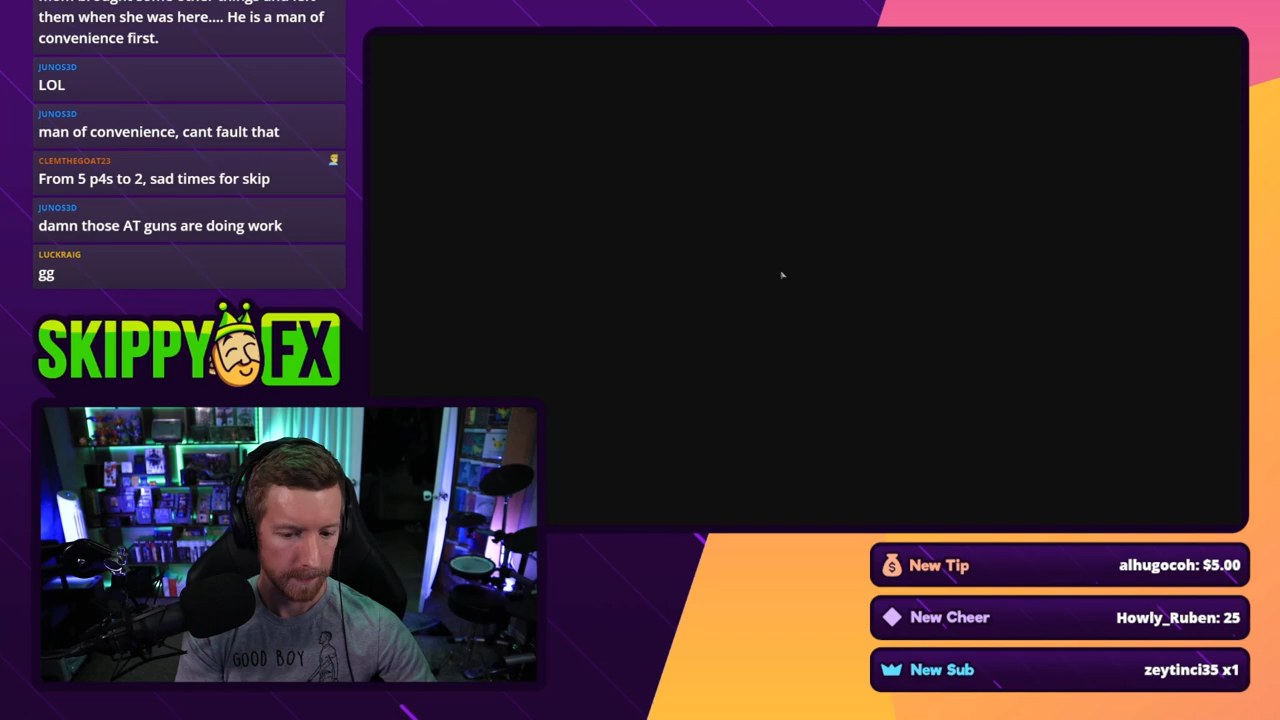 them when she was here.... He is a man of
convenience first.
JUNOS3D
LOL
JUNOS3D
man of convenience, cant fault that
CLEMTHEGOAT23
From 5 p4s to 2, sad times for skip
JUNOS3D
damn those AT guns are doing work
LUCKRAIG
gg
SKIPPY FX
GOOD BOY
New Tip alhugocoh: $5.00
New Cheer Howly_Ruben: 25
New Sub zeytinci35 x1